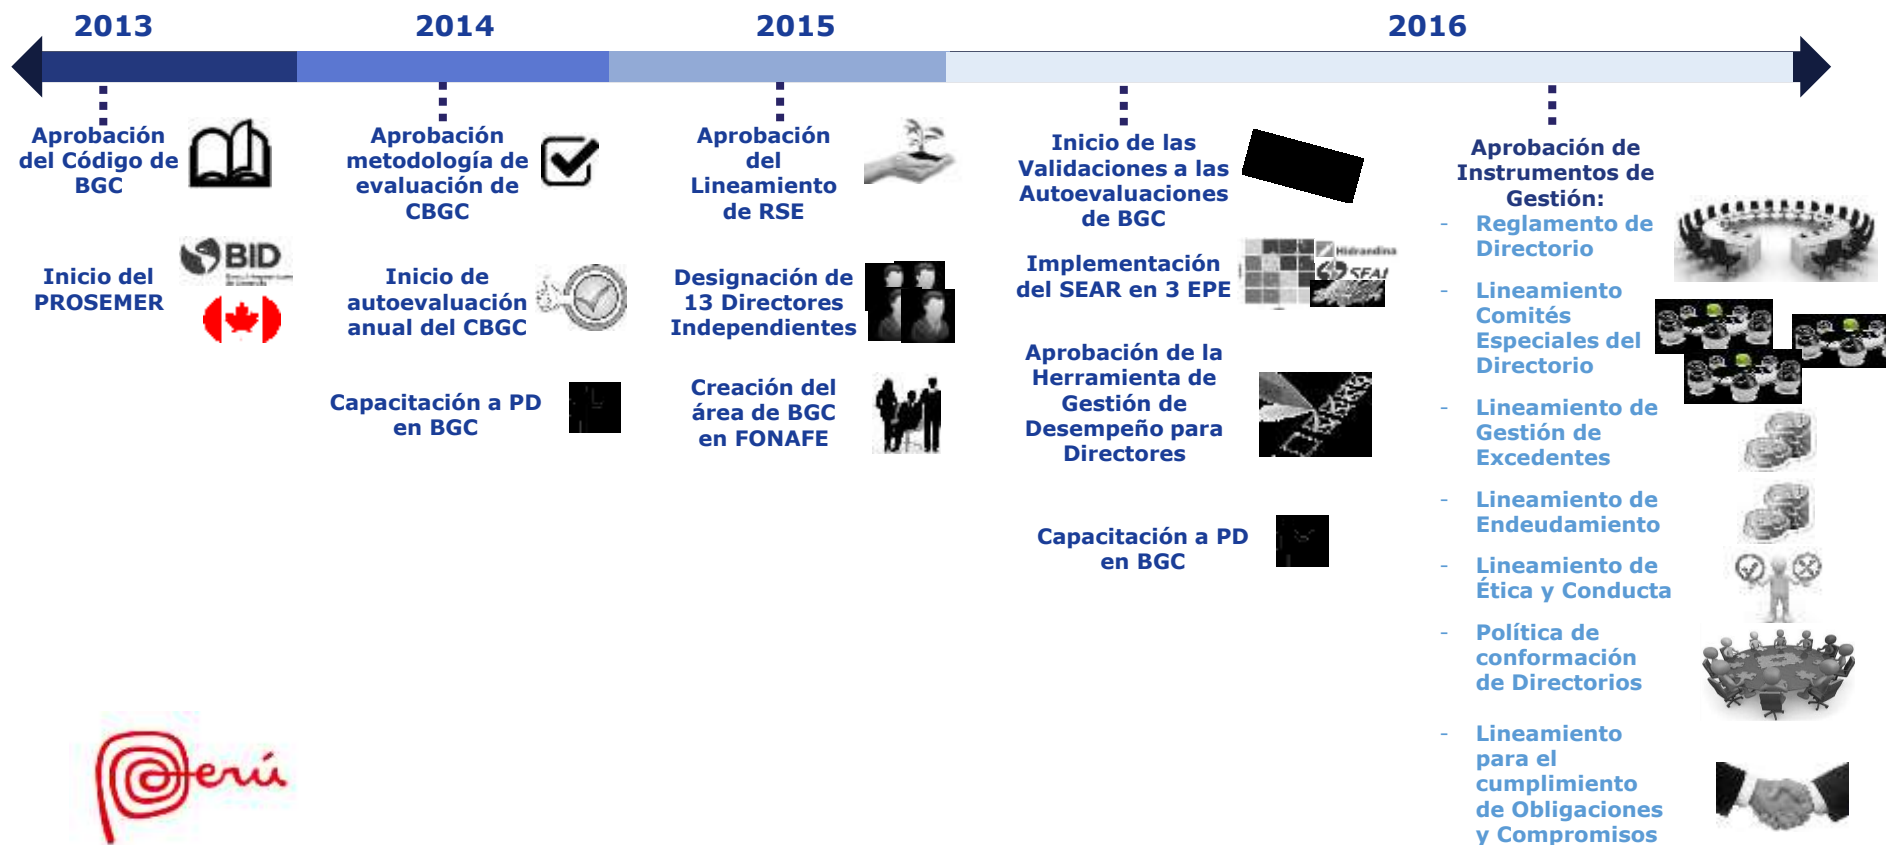 2013
2014
2015
2016
Aprobación
del Código de
BGC
BID
Inicio del
PROSEMER
Aprobación
metodología de
evaluación de
CBGC
Inicio de
autoevaluación
anual del CBGC
Capacitación a PD
en BGC
Aprobación
del
Lineamiento
de RSE
Designación de
13 Directores
Independientes
Creación del
área de BGC
en FONAFE
Inicio de las
Validaciones a las
Autoevaluaciones
de BGC
Implementación
del SEAR en 3 EPE
Hidrandina
SEAL
Aprobación de la
Herramienta de
Gestión de
Desempeño para
Directores
Capacitación a PD
en BGC
Aprobación de
Instrumentos de
Gestión:
- Reglamento de
Directorio
- Lineamiento
Comités
Especiales del
Directorio
- Lineamiento de
Gestión de
Excedentes
- Lineamiento de
Endeudamiento
- Lineamiento de
Ética y Conducta
- Política de
conformación
de Directorios
- Lineamiento
para el
cumplimiento
de Obligaciones
y Compromisos
Perú